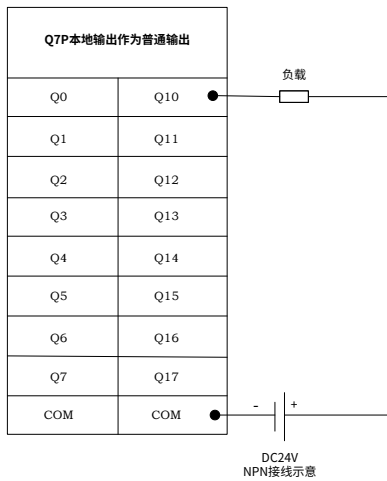 Q7P本地输出作为普通输出
负载
Q0 Q10
Q1 Q11
Q2 Q12
Q3 Q13
Q4 Q14
Q5 Q15
Q6 Q16
Q7 Q17
COM COM
- +
DC24V
NPN接线示意